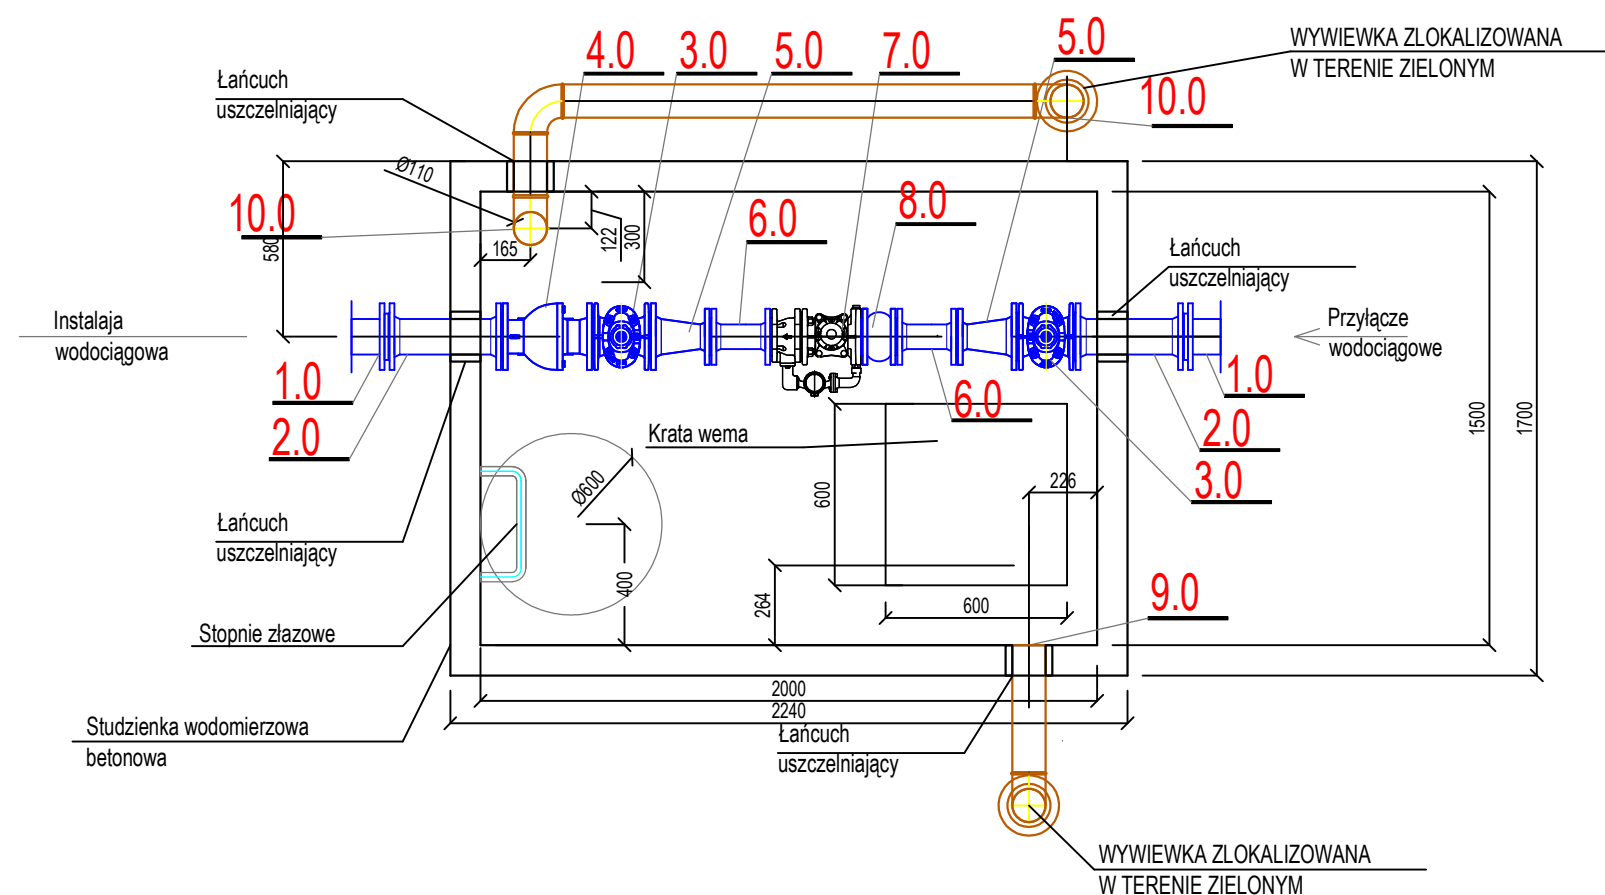 4.0
3.0
5.0
7.0
5.0
WYWIEWKA ZLOKALIZOWANA
W TERENIE ZIELONYM
Łańcuch
uszczelniający
10.0
Ø110
10.0
580
165
122
300
6.0
8.0
Łańcuch
uszczelniający
Instalaja
wodociągowa
Przyłącze
wodociągowe
1.0
2.0
6.0
1.0
2.0
3.0
Krata wema
1500
1700
Ø600
600
226
Łańcuch
uszczelniający
400
264
600
9.0
Stopnie złazowe
2000
2240
Studzienka wodomierzowa
betonowa
Łańcuch
uszczelniający
WYWIEWKA ZLOKALIZOWANA
W TERENIE ZIELONYM